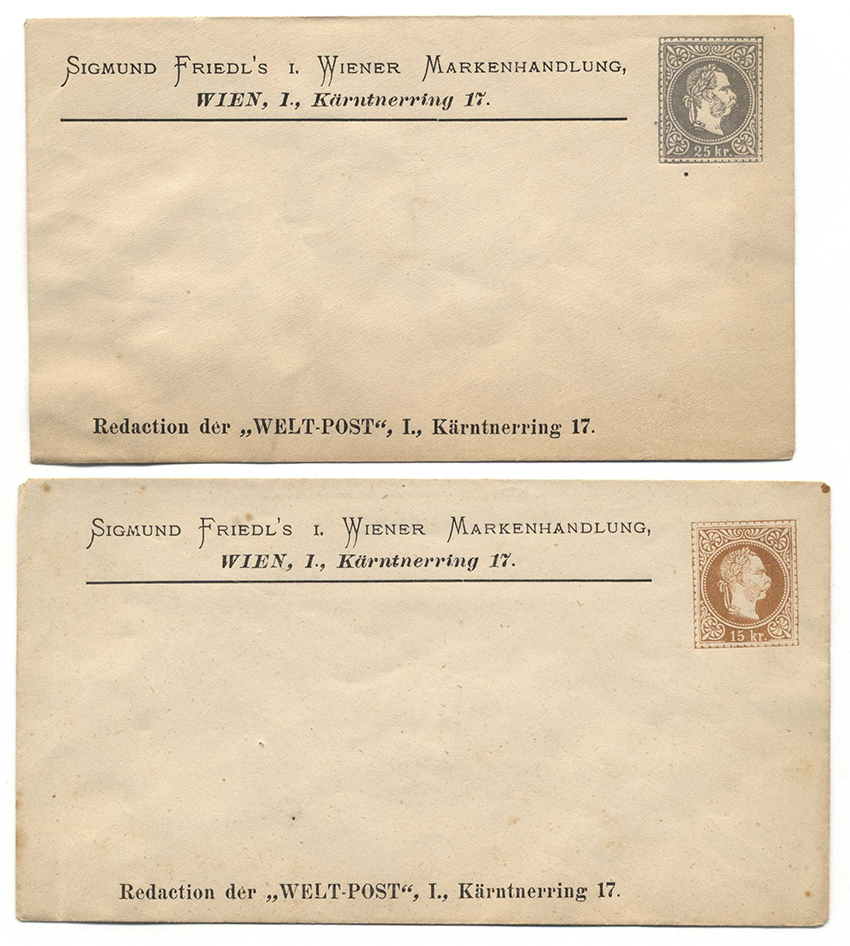 SIGMUND FRIEDL'S I. WIENER MARKENHANDLUNG,
WIEN, I., Kärntnerring 17.
25 kr.
Redaction der „WELT-POST“, I., Kärntnerring 17.
SIGMUND FRIEDL'S I. WIENER MARKENHANDLUNG,
WIEN, I., Kärntnerring 17.
15 kr.
Redaction der „WELT-POST“, I., Kärntnerring 17.